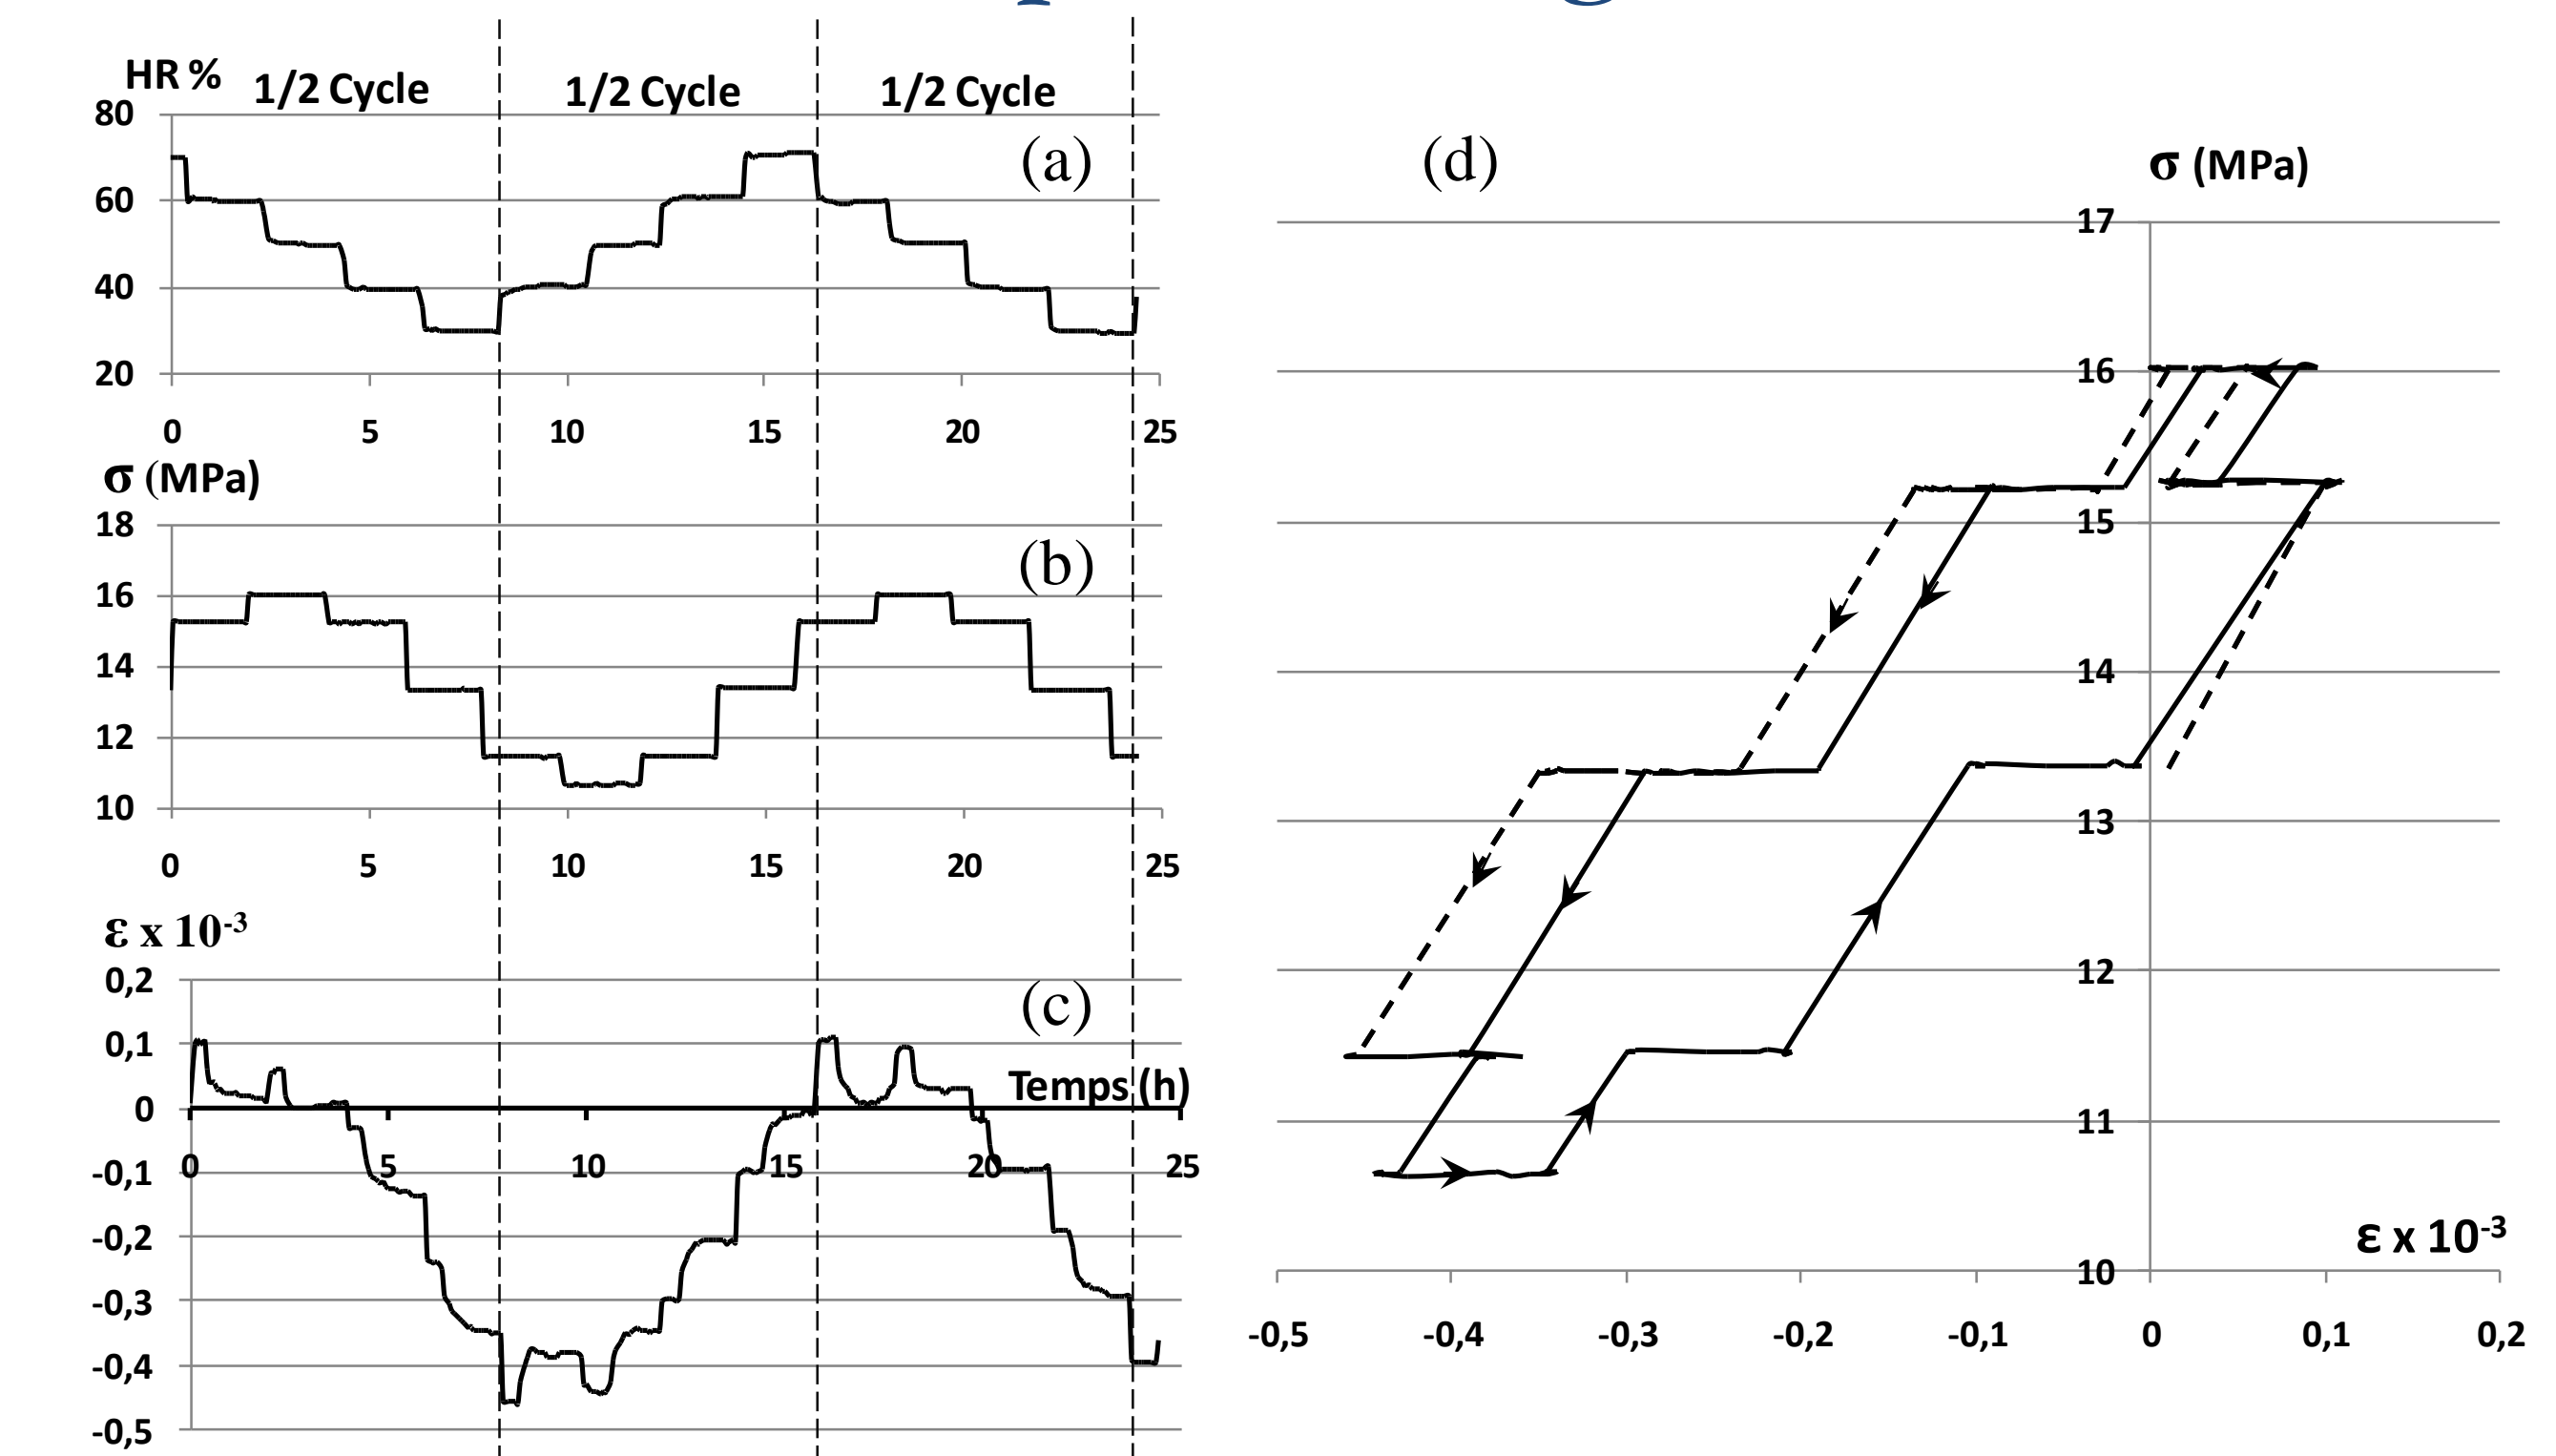 HR %
1/2 Cycle
1/2 Cycle
1/2 Cycle
(a)
80
60
40
20
0 5 10 15 20 25
σ (MPa)
(b)
18
16
14
12
10
0 5 10 15 20 25
ε x 10-3
(c)
0,2
0,1
0
-0,1
-0,2
-0,3
-0,4
-0,5
Temps (h)
0 5 10 15 20 25
(d)
σ (MPa)
17
16
15
14
13
12
11
10
ε x 10-3
-0,5 -0,4 -0,3 -0,2 -0,1 0 0,1 0,2